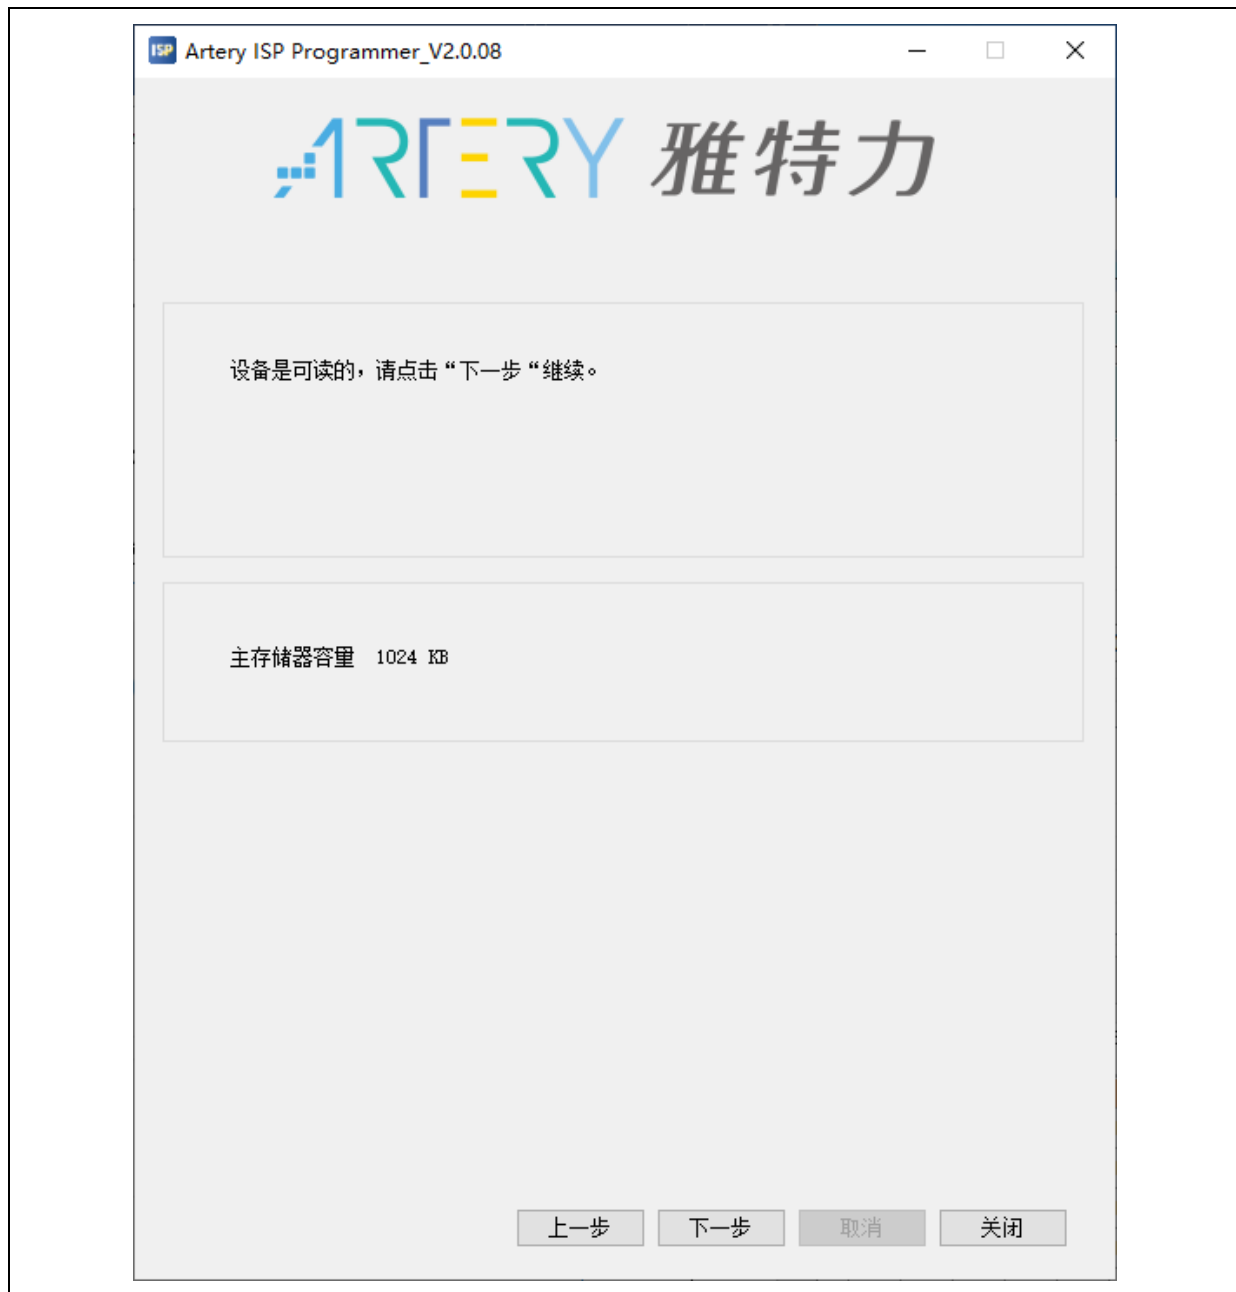 ISP Artery ISP Programmer_V2.0.08
ARTERY 雅特力
设备是可读的，请点击“下一步“继续。
主存储器容量 1024 KB
上一步 下一步 取消 关闭